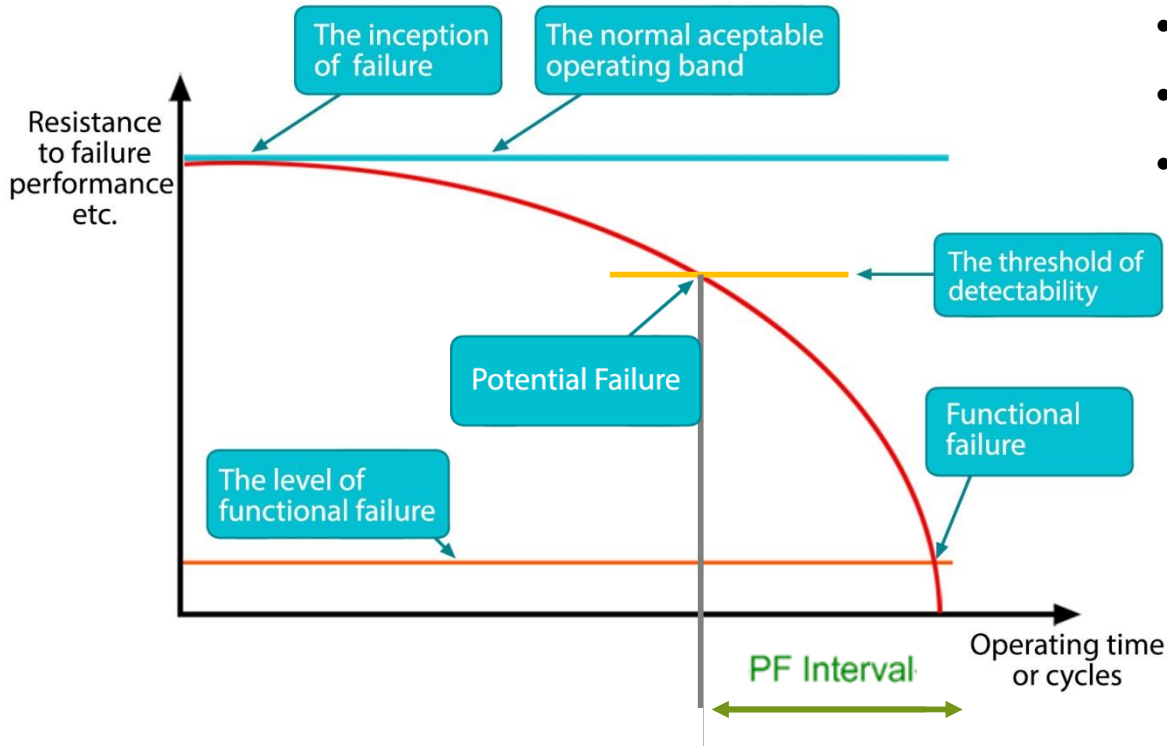 The inception
of failure
The normal aceptable
operating band
Resistance
to failure
performance
etc.
The threshold of
detectability
Potential Failure
Functional
failure
The level of
functional failure
Operating time
or cycles
PF Interval